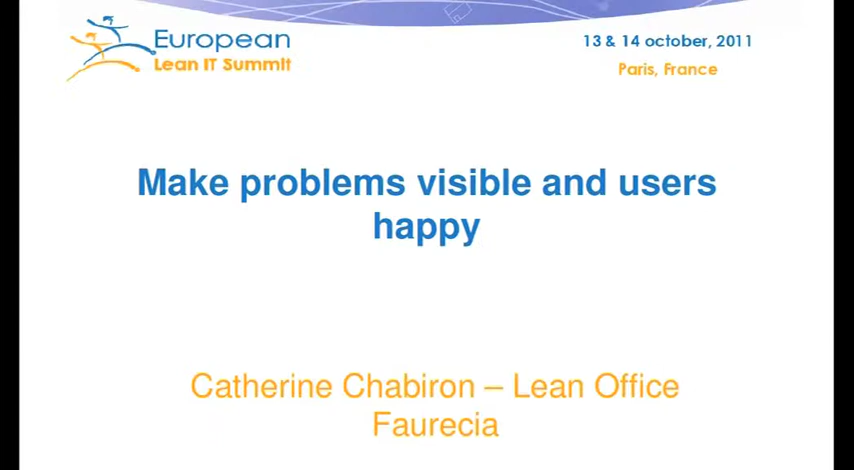 European
Lean IT Summit
13 & 14 october, 2011
Paris, France
Make problems visible and users
happy
Catherine Chabiron – Lean Office
Faurecia